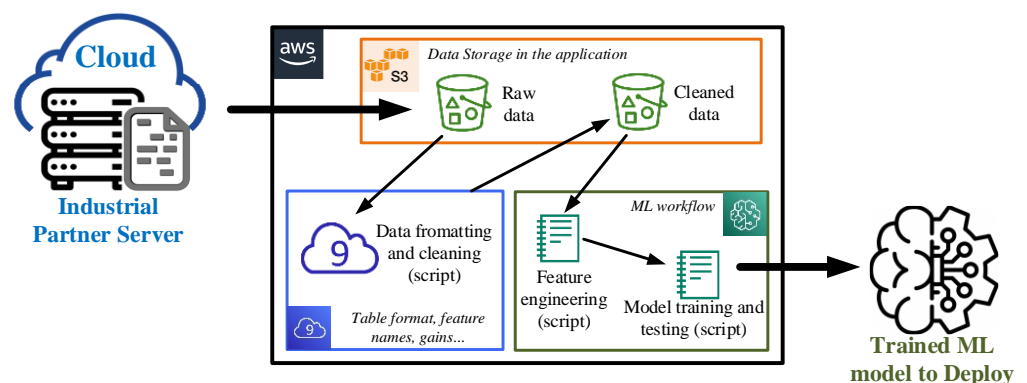 Cloud
Industrial
Partner Server
aws
S3
Data Storage in the application
Raw
data
Cleaned
data
9
Data fromatting
and cleaning
(script)
9
Table format, feature
names, gains...
ML workflow
Feature
engineering
(script)
Model training and
testing (script)
Trained ML
model to Deploy